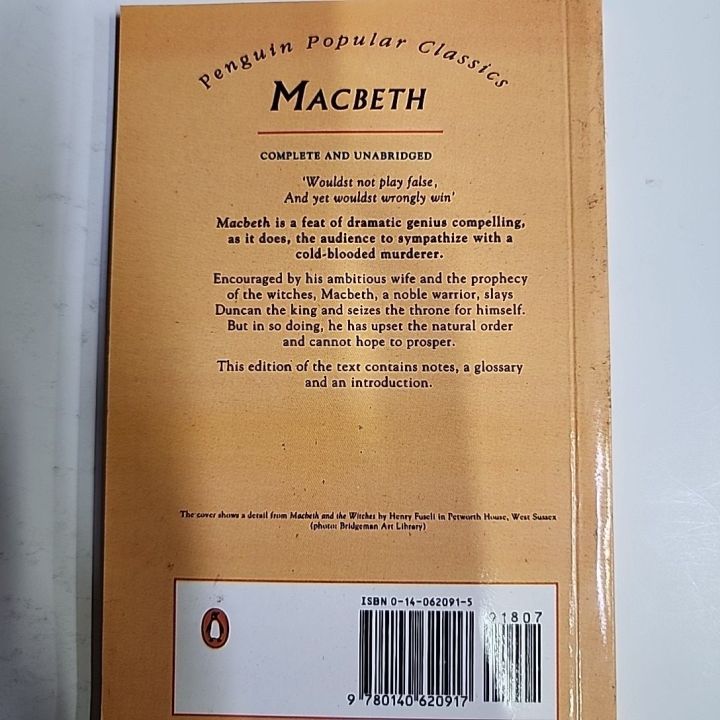 Penguin Popular Classics
MACBETH
COMPLETE AND UNABRIDGED
'Wouldst not play false,
And yet wouldst wrongly win'
Macbeth is a feat of dramatic genius compelling,
as it does, the audience to sympathize with a
cold-blooded murderer.
Encouraged by his ambitious wife and the prophecy
of the witches, Macbeth, a noble warrior, slays
Duncan the king and seizes the throne for himself.
But in so doing, he has upset the natural order
and cannot hope to prosper.
This edition of the text contains notes, a glossary
and an introduction.
The cover shows a detail from Macbeth and the Witches by Henry Fuseli in Petworth House, West Sussex
(photo: Bridgeman Art Library)
ISBN 0-14-062091-5
91807
9 780140 620917